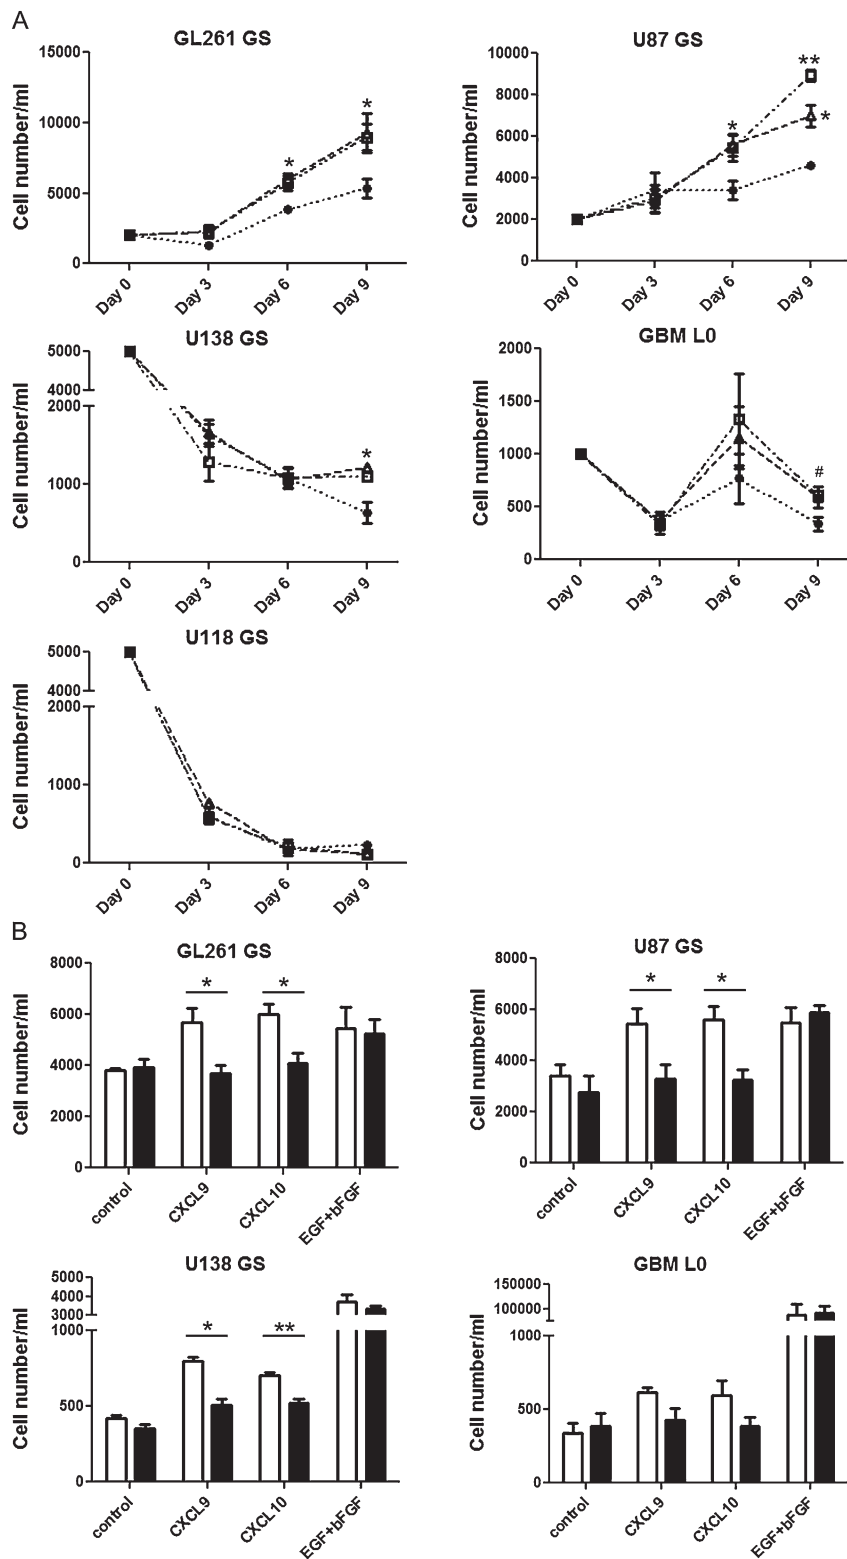 A
GL261 GS
Cell number/ml
15000
10000
5000
0
*
*
Day 0
Day 3
Day 6
Day 9
U87 GS
Cell number/ml
10000
8000
6000
4000
2000
0
*
**
*
Day 0
Day 3
Day 6
Day 9
U138 GS
Cell number/ml
5000
4000
2000
1000
0
*
Day 0
Day 3
Day 6
Day 9
GBM L0
Cell number/ml
2000
1500
1000
500
0
#
Day 0
Day 3
Day 6
Day 9
U118 GS
Cell number/ml
5000
4000
2000
1000
0
Day 0
Day 3
Day 6
Day 9
B
GL261 GS
Cell number/ml
8000
6000
4000
2000
0
*
*
control
CXCL9
CXCL10
EGF+bFGF
U87 GS
Cell number/ml
8000
6000
4000
2000
0
*
*
control
CXCL9
CXCL10
EGF+bFGF
U138 GS
Cell number/ml
5000
4000
3000
1000
500
0
*
**
control
CXCL9
CXCL10
EGF+bFGF
GBM L0
Cell number/ml
150000
100000
1000
500
0
control
CXCL9
CXCL10
EGF+bFGF